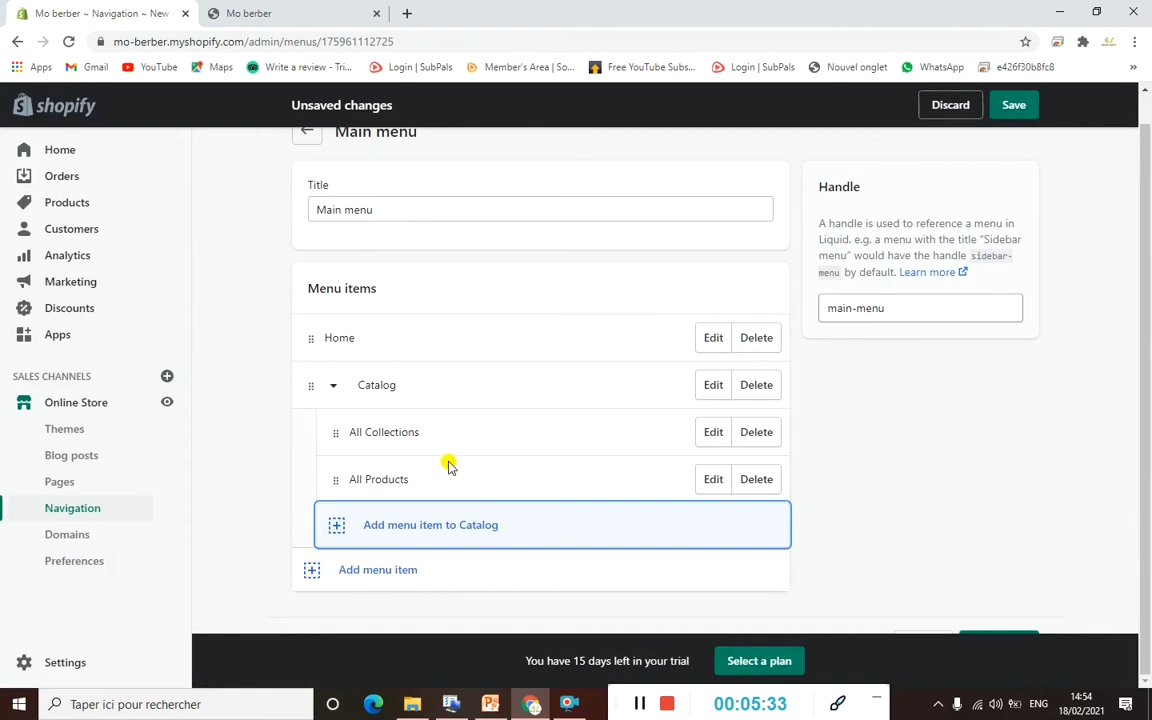 Mo berber ~ Navigation ~ New
Mo berber
mo-berber.myshopify.com/admin/menus/175961112725
Apps
Gmail
YouTube
Maps
Write a review - Tri...
Login | SubPals
Member's Area | So...
Free YouTube Subs...
Login | SubPals
Nouvel onglet
WhatsApp
e426f30b8fc8
shopify
Unsaved changes
Discard
Save
Home
Orders
Products
Customers
Analytics
Marketing
Discounts
Apps
SALES CHANNELS
Online Store
Themes
Blog posts
Pages
Navigation
Domains
Preferences
Settings
Main menu
Title
Main menu
Menu items
Home
Edit
Delete
Catalog
Edit
Delete
All Collections
Edit
Delete
All Products
Edit
Delete
Add menu item to Catalog
Add menu item
Handle
A handle is used to reference a menu in
Liquid. e.g. a menu with the title “Sidebar
menu” would have the handle sidebar-
menu by default. Learn more
main-menu
You have 15 days left in your trial
Select a plan
Taper ici pour rechercher
00:05:33
ENG
14:54
18/02/2021